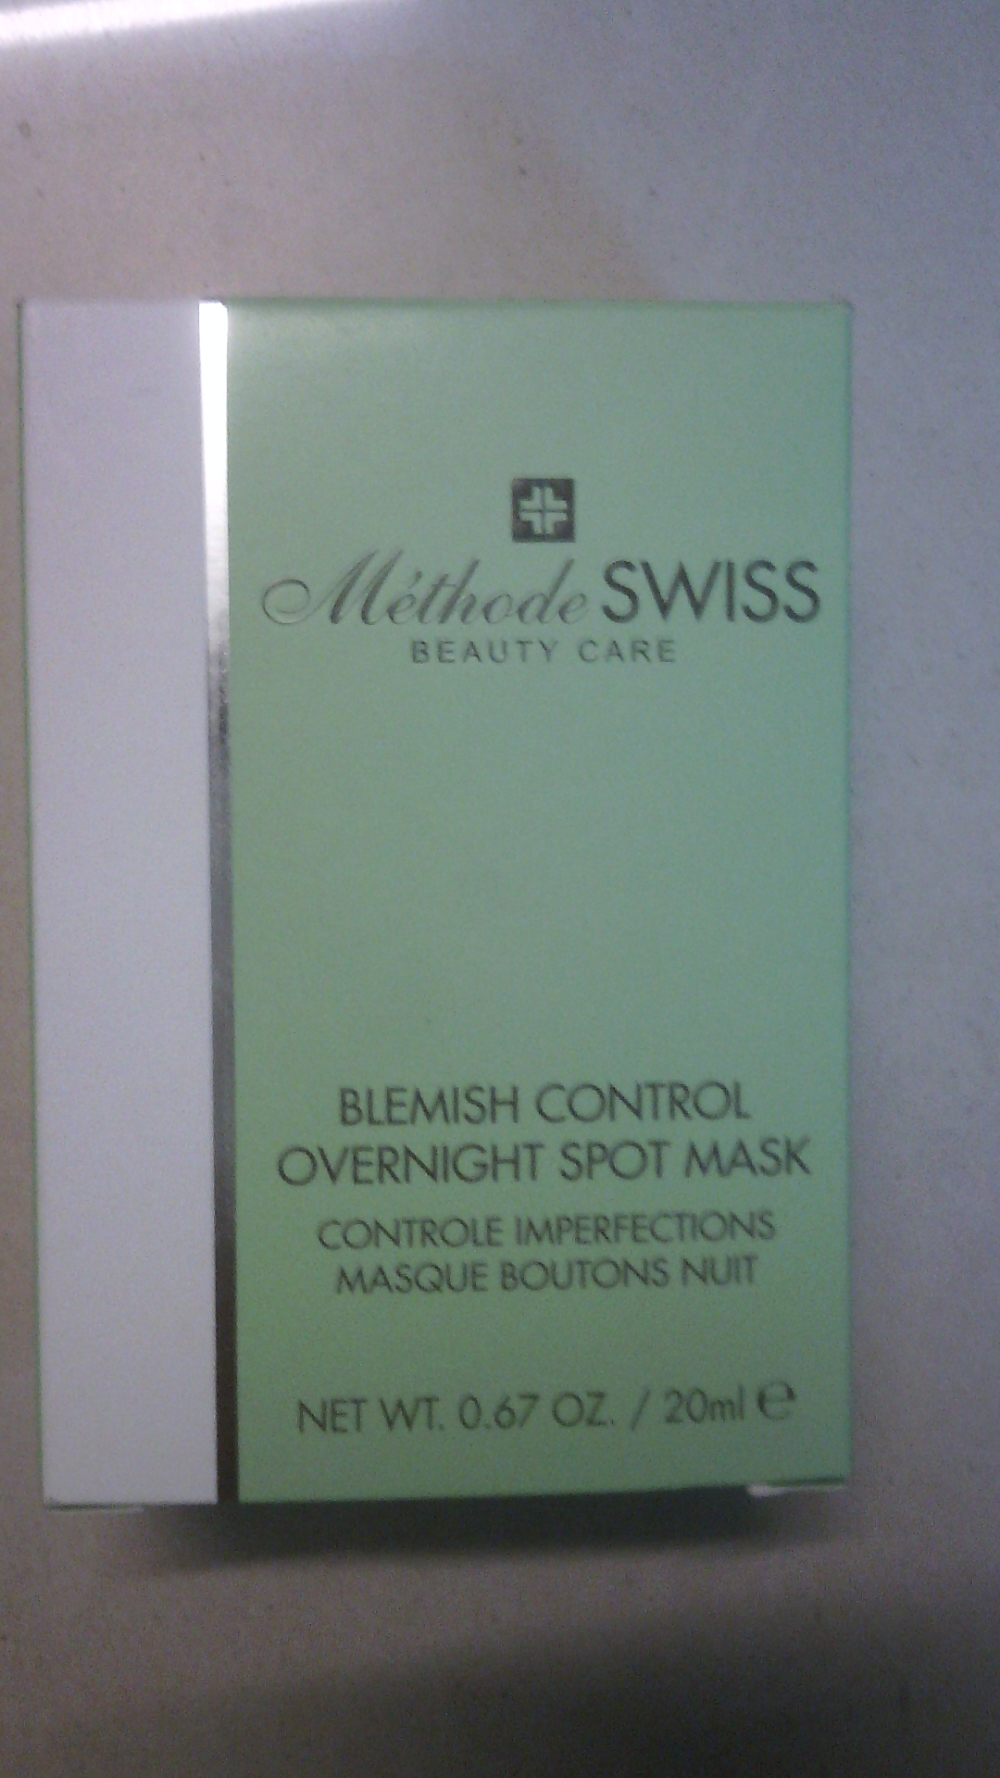 Méthode SWISS
BEAUTY CARE
BLEMISH CONTROL
OVERNIGHT SPOT MASK
CONTROLE IMPERFECTIONS
MASQUE BOUTONS NUIT
NET WT. 0.67 OZ. / 20ml ℮